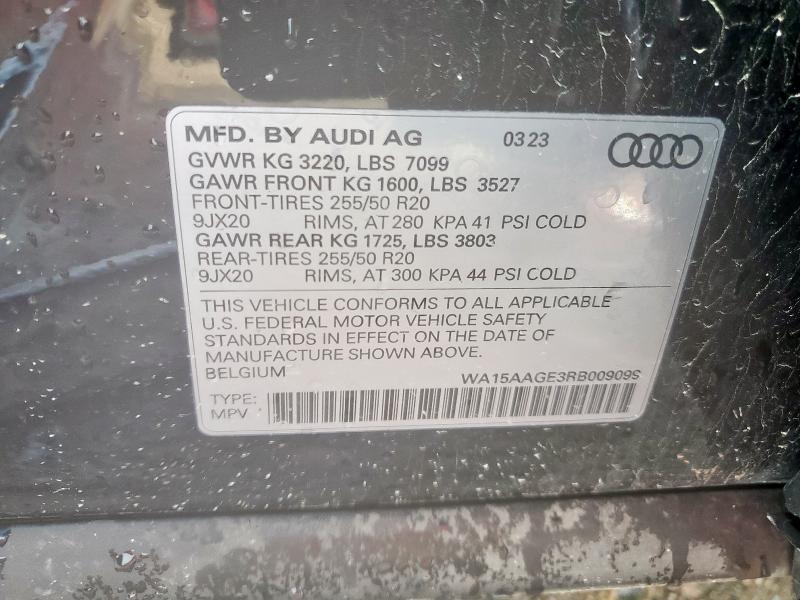 MFD. BY AUDI AG 03 23
GVWR KG 3220, LBS 7099
GAWR FRONT KG 1600, LBS 3527
FRONT-TIRES 255/50 R20
9JX20 RIMS, AT 280 KPA 41 PSI COLD
GAWR REAR KG 1725, LBS 3803
REAR-TIRES 255/50 R20
9JX20 RIMS, AT 300 KPA 44 PSI COLD
THIS VEHICLE CONFORMS TO ALL APPLICABLE
U.S. FEDERAL MOTOR VEHICLE SAFETY
STANDARDS IN EFFECT ON THE DATE OF
MANUFACTURE SHOWN ABOVE.
BELGIUM WA15AAGE3RB009099
TYPE:
MPV